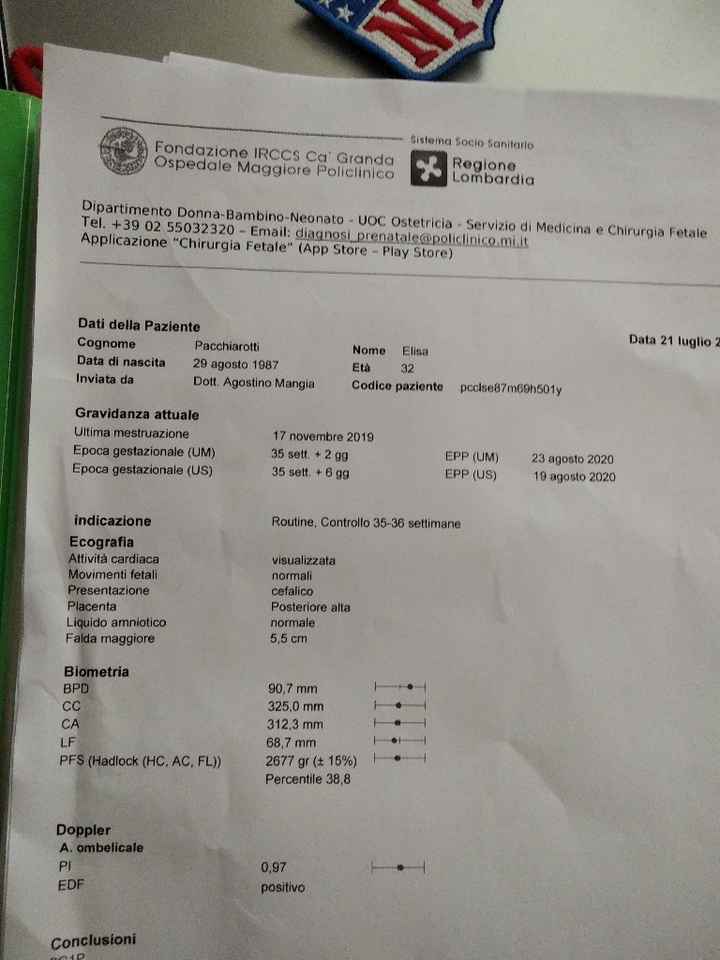 NF
Fondazione IRCCS Ca' Granda
Ospedale Maggiore Policlinico
Sistema Socio Sanitario
Regione
Lombardia
Dipartimento Donna-Bambino-Neonato - UOC Ostetricia - Servizio di Medicina e Chirurgia Fetale
Tel. +39 02 55032320 – Email: diagnosi_prenatale@policlinico.mi.it
Applicazione "Chirurgia Fetale" (App Store – Play Store)
Dati della Paziente
Data 21 luglio 2
Cognome Pacchiarotti Nome Elisa
Data di nascita 29 agosto 1987 Età 32
Inviata da Dott. Agostino Mangia Codice paziente pcclse87m69h501y
Gravidanza attuale
Ultima mestruazione 17 novembre 2019
Epoca gestazionale (UM) 35 sett. + 2 gg EPP (UM) 23 agosto 2020
Epoca gestazionale (US) 35 sett. + 6 gg EPP (US) 19 agosto 2020
indicazione Routine, Controllo 35-36 settimane
Ecografia
Attività cardiaca visualizzata
Movimenti fetali normali
Presentazione cefalico
Placenta Posteriore alta
Liquido amniotico normale
Falda maggiore 5,5 cm
Biometria
BPD 90,7 mm
CC 325,0 mm
CA 312,3 mm
LF 68,7 mm
PFS (Hadlock (HC, AC, FL)) 2677 gr (± 15%)
Percentile 38,8
Doppler
A. ombelicale
PI 0,97
EDF positivo
Conclusioni